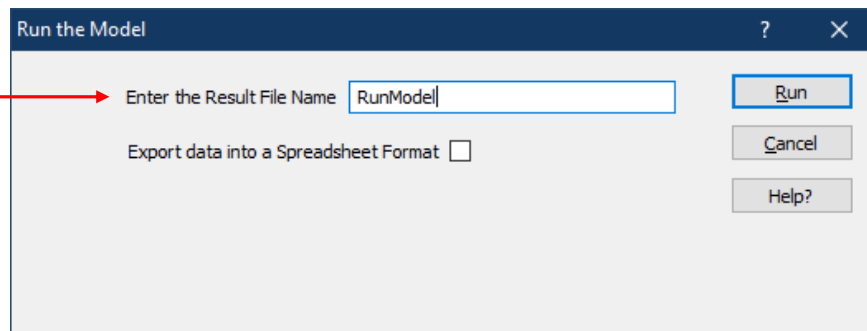 Run the Model ? ×
Enter the Result File Name RunModel Run
Export data into a Spreadsheet Format Cancel
Help?